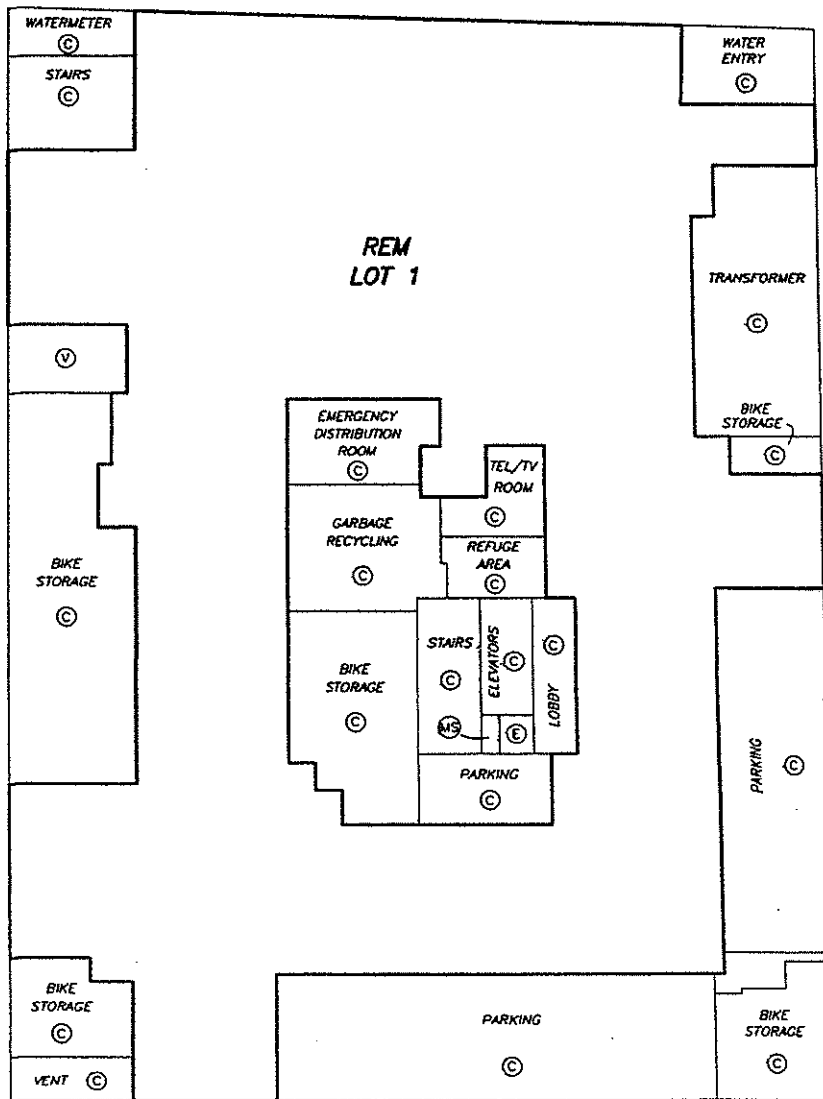 WATERMETER
C
STAIRS
C
WATER
ENTRY
C
REM
LOT 1
TRANSFORMER
C
V
BIKE
STORAGE
C
EMERGENCY
DISTRIBUTION
ROOM
C
TEL/TV
ROOM
C
GARBAGE
RECYCLING
C
REFUGE
AREA
C
BIKE
STORAGE
C
STAIRS
C
ELEVATORS
C
C
LOBBY
BIKE
STORAGE
C
MS
E
PARKING
C
PARKING
C
BIKE
STORAGE
C
VENT C
PARKING
C
BIKE
STORAGE
C